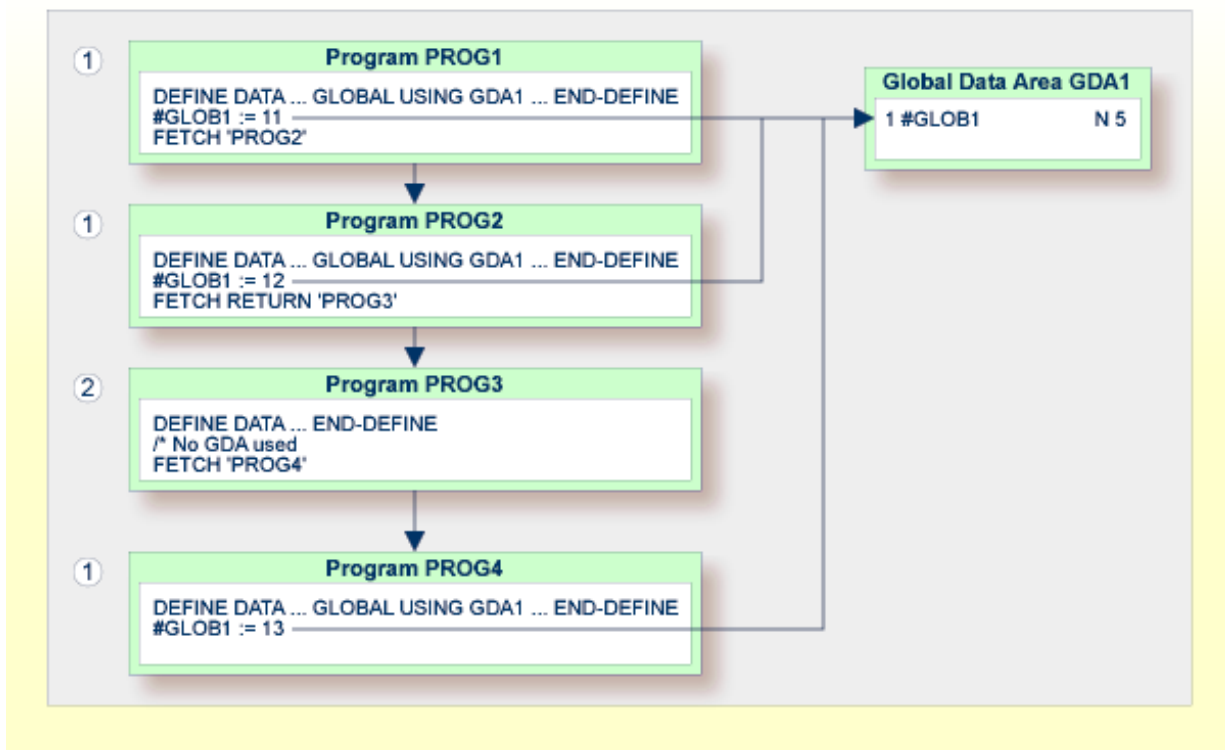 1
Program PROG1
DEFINE DATA ... GLOBAL USING GDA1 ... END-DEFINE
#GLOB1 := 11
FETCH 'PROG2'
Global Data Area GDA1
1 #GLOB1 N 5
1
Program PROG2
DEFINE DATA ... GLOBAL USING GDA1 ... END-DEFINE
#GLOB1 := 12
FETCH RETURN 'PROG3'
2
Program PROG3
DEFINE DATA ... END-DEFINE
/* No GDA used
FETCH 'PROG4'
1
Program PROG4
DEFINE DATA ... GLOBAL USING GDA1 ... END-DEFINE
#GLOB1 := 13